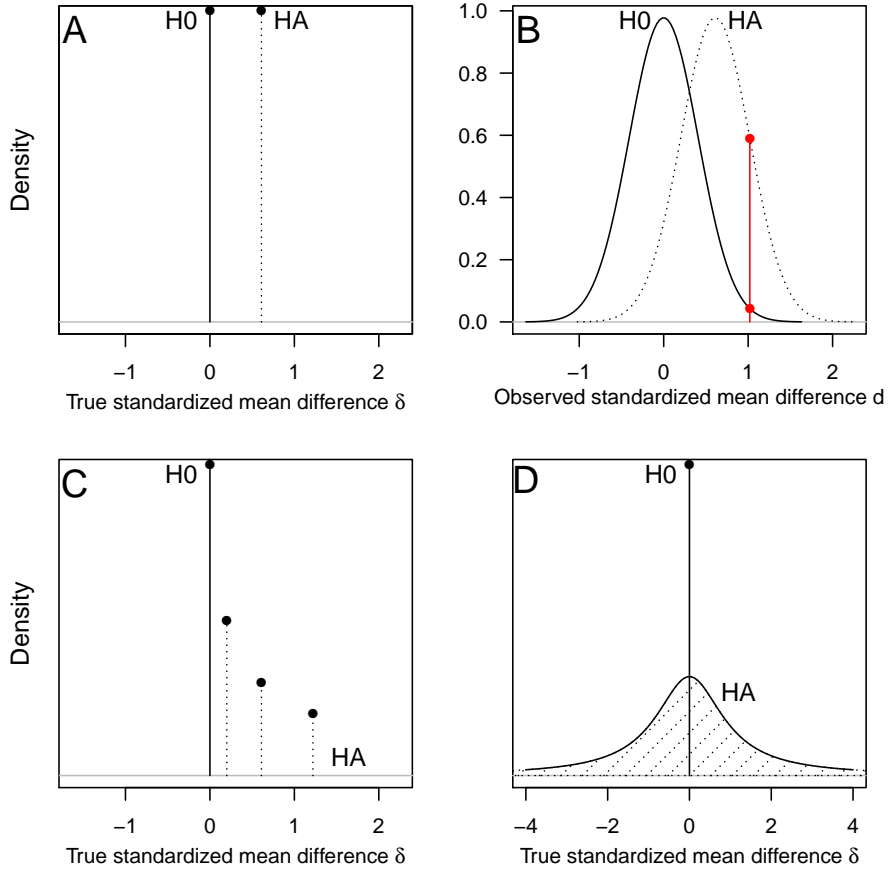 A
H0
HA
Density
−1
0
1
2
True standardized mean difference δ
B
H0
HA
1.0
0.8
0.6
0.4
0.2
0.0
−1
0
1
2
Observed standardized mean difference d
C
H0
HA
Density
−1
0
1
2
True standardized mean difference δ
D
H0
HA
−4
−2
0
2
4
True standardized mean difference δ